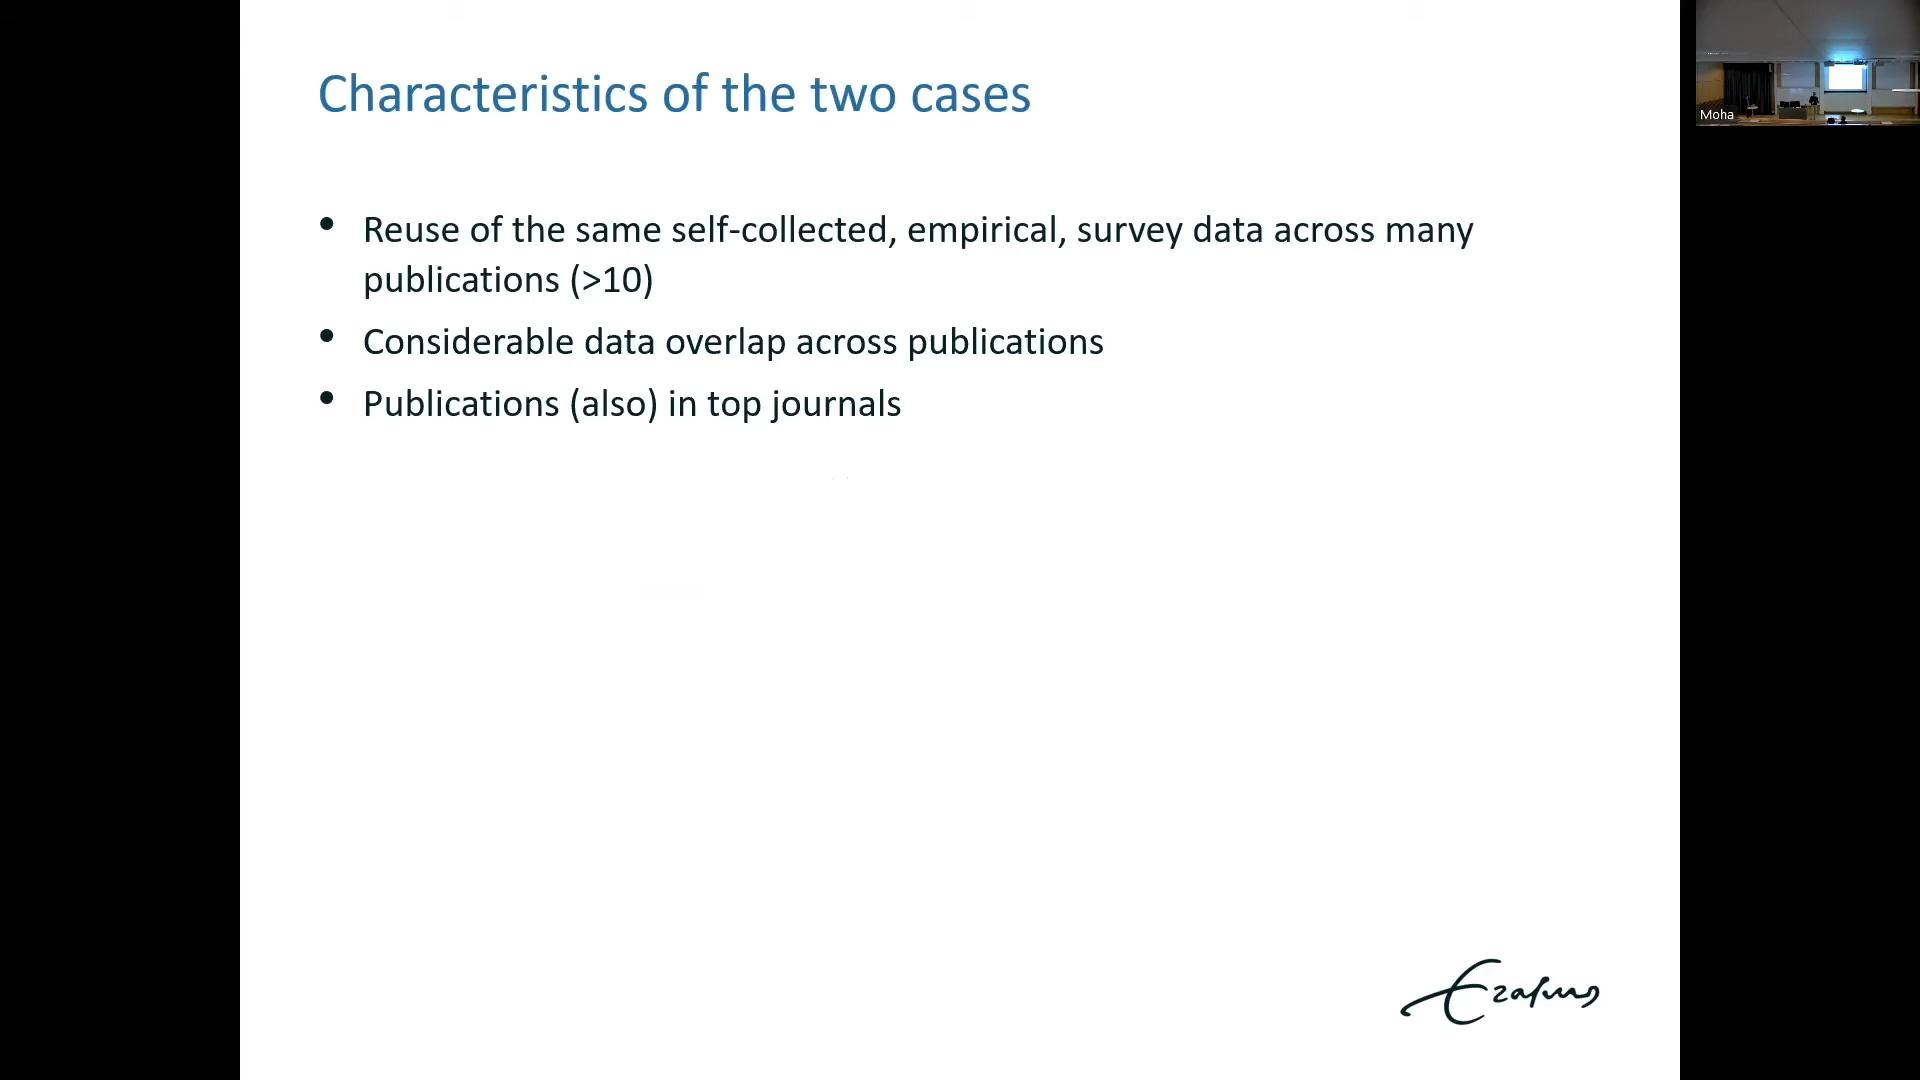 Characteristics of the two cases
• Reuse of the same self-collected, empirical, survey data across many
publications (>10)
• Considerable data overlap across publications
• Publications (also) in top journals
Erasmus
Moha